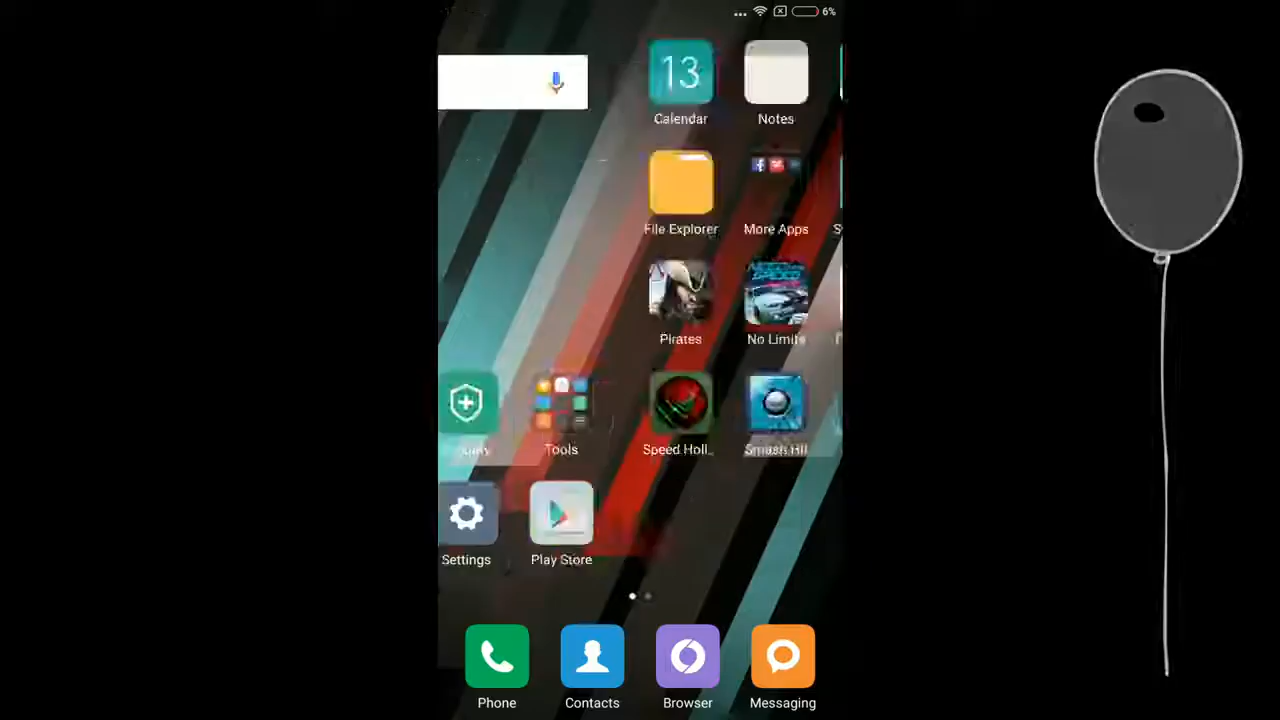 6%
13
Calendar
Notes
File Explorer
More Apps
Pirates
No Limits
Tools
Speed Holl..
Smash Hit
Settings
Play Store
Phone
Contacts
Browser
Messaging